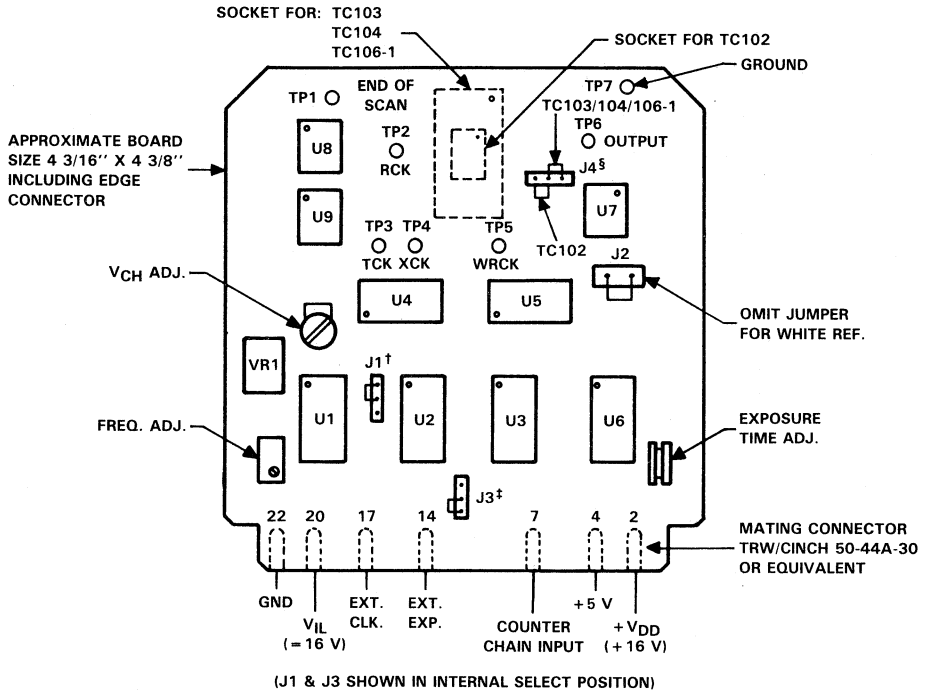 SOCKET FOR: TC103
TC104
TC106-1
SOCKET FOR TC102
GROUND
TP7
END OF
SCAN
TP1
TC103/104/106-1
TP2
RCK
TP6
OUTPUT
APPROXIMATE BOARD
SIZE 4 3/16" X 4 3/8"
INCLUDING EDGE
CONNECTOR
U8
J4§
U9
U7
TP3 TP4
TCK XCK
TP5
WRCK
TC102
J2
VCH ADJ.
U4
U5
OMIT JUMPER
FOR WHITE REF.
VR1
J1†
U1
U2
U3
U6
FREQ. ADJ.
EXPOSURE
TIME ADJ.
J3‡
22 20 17 14 7 4 2
MATING CONNECTOR
TRW/CINCH 50-44A-30
OR EQUIVALENT
GND
VIL
(=16 V)
EXT.
CLK.
EXT.
EXP.
COUNTER
CHAIN INPUT
+5 V
+VDD
(+16 V)
(J1 & J3 SHOWN IN INTERNAL SELECT POSITION)